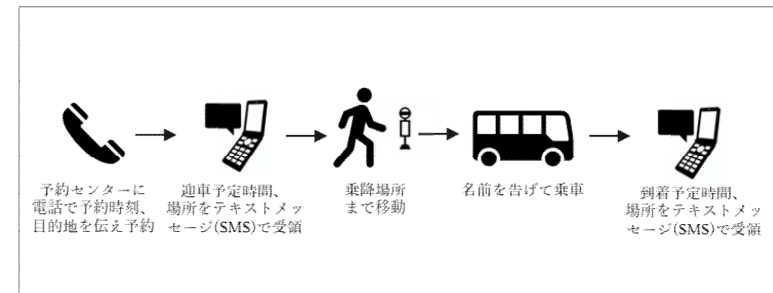 予約センターに
電話で予約時刻、
目的地を伝え予約
迎車予定時間、
場所をテキストメッ
セージ(SMS)で受領
乗降場所
まで移動
名前を告げて乗車
到着予定時間、
場所をテキストメッ
セージ(SMS)で受領